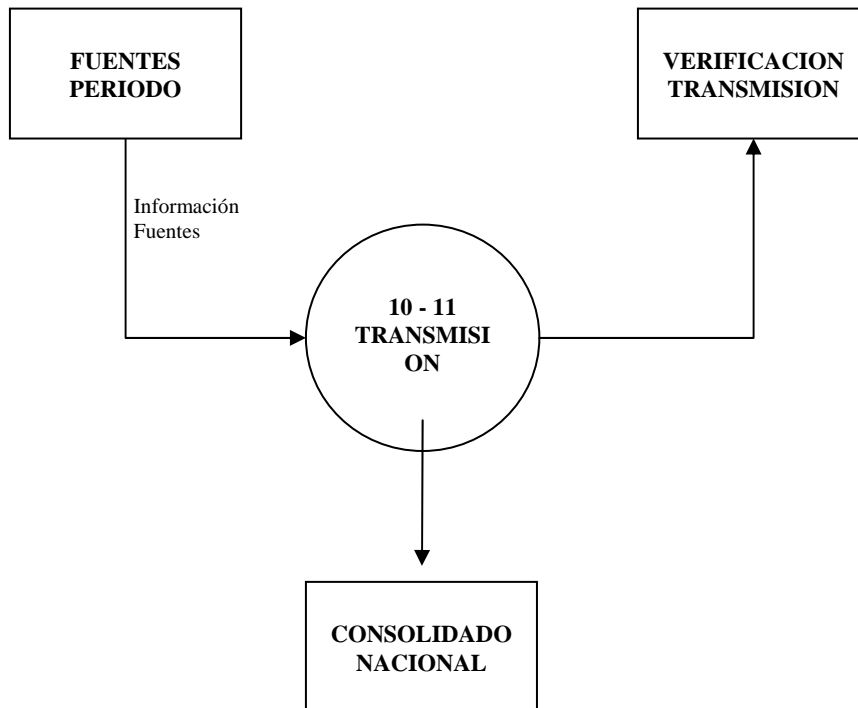 FUENTES
PERIODO
VERIFICACION
TRANSMISION
Información
Fuentes
10 - 11
TRANSMISI
ON
CONSOLIDADO
NACIONAL